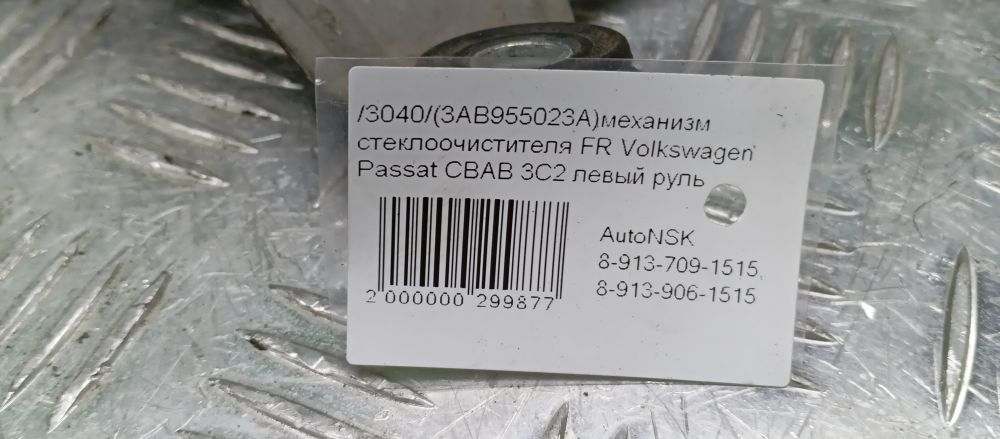 /3040/(3AB955023A)механизм
стеклоочистителя FR Volkswagen
Passat CBAB 3C2 левый руль
AutoNSK
8-913-709-1515,
8-913-906-1515
2 000000 299877